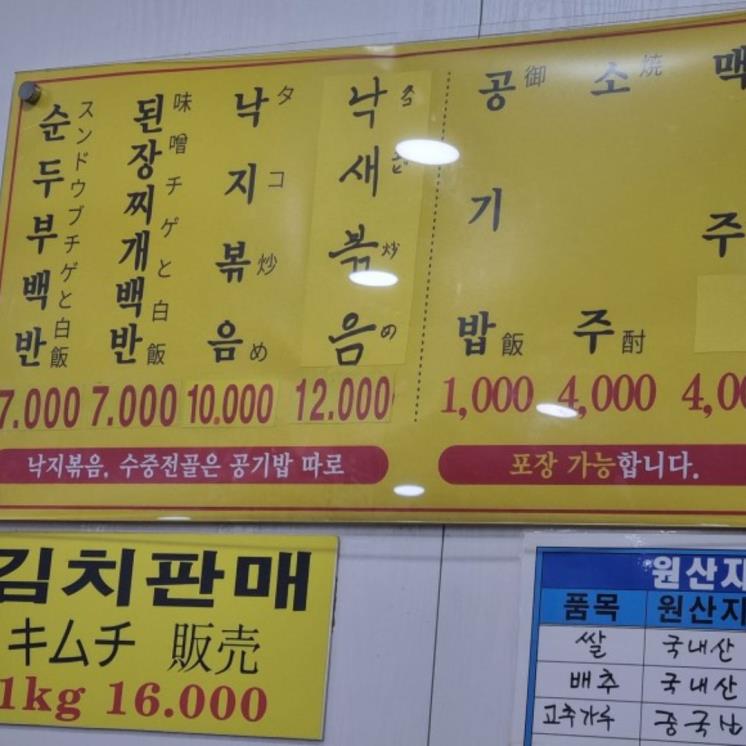 순두부백반
スンドウブチゲと白飯
7.000
된장찌개백반
味噌チゲと白飯
7.000
낙지볶음
タコ炒め
10.000
낙새볶음
炒の
12.000
공기밥
御飯
1,000
소주
焼酎
4,000
맥주
낙지볶음, 수중전골은 공기밥 따로
포장 가능합니다.
김치판매
キムチ 販売
1kg 16.000
품목 원산지
쌀 국내산
배추 국내산
고추가루 중국산